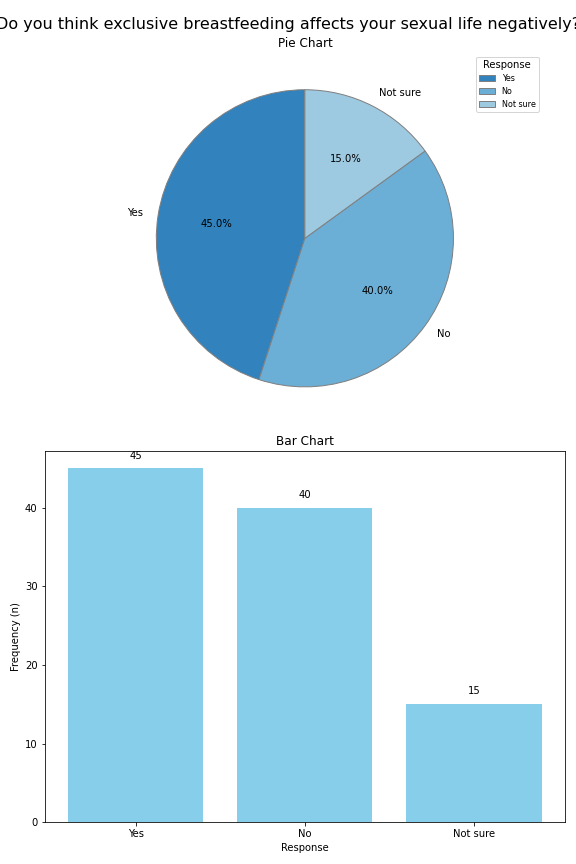 Do you think exclusive breastfeeding affects your sexual life negatively?
Pie Chart
Response
Yes
No
Not sure
Not sure
15.0%
Yes
45.0%
40.0%
No
Bar Chart
45
40
15
40
30
20
10
0
Frequency (n)
Yes
No
Not sure
Response